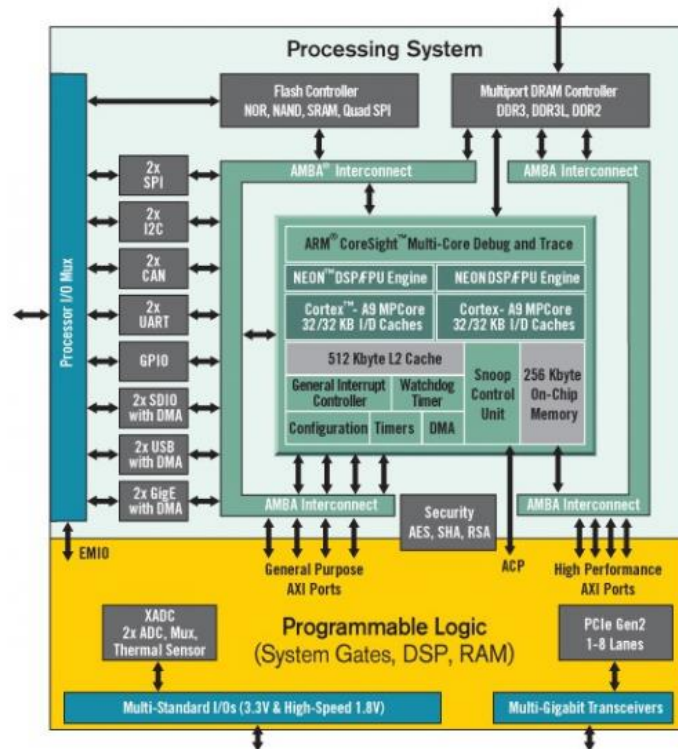 Processing System
Flash Controller
NOR, NAND, SRAM, Quad SPI
Multiport DRAM Controller
DDR3, DDR3L, DDR2
Processor I/O Mux
2x
SPI
2x
I2C
2x
CAN
2x
UART
GPIO
2x SDIO
with DMA
2x USB
with DMA
2x GigE
with DMA
AMBA® Interconnect
AMBA Interconnect
ARM® CoreSight™ Multi-Core Debug and Trace
NEON™ DSP/FPU Engine
NEON DSP/FPU Engine
Cortex™- A9 MPCore
32/32 KB I/D Caches
Cortex- A9 MPCore
32/32 KB I/D Caches
512 Kbyte L2 Cache
General Interrupt
Controller
Watchdog
Timer
Configuration
Timers
DMA
Snoop
Control
Unit
256 Kbyte
On-Chip
Memory
AMBA Interconnect
Security
AES, SHA, RSA
AMBA Interconnect
EMIO
General Purpose
AXI Ports
ACP
High Performance
AXI Ports
XADC
2x ADC, Mux,
Thermal Sensor
Programmable Logic
(System Gates, DSP, RAM)
PCIe Gen2
1-8 Lanes
Multi-Standard I/Os (3.3V & High-Speed 1.8V)
Multi-Gigabit Transceivers